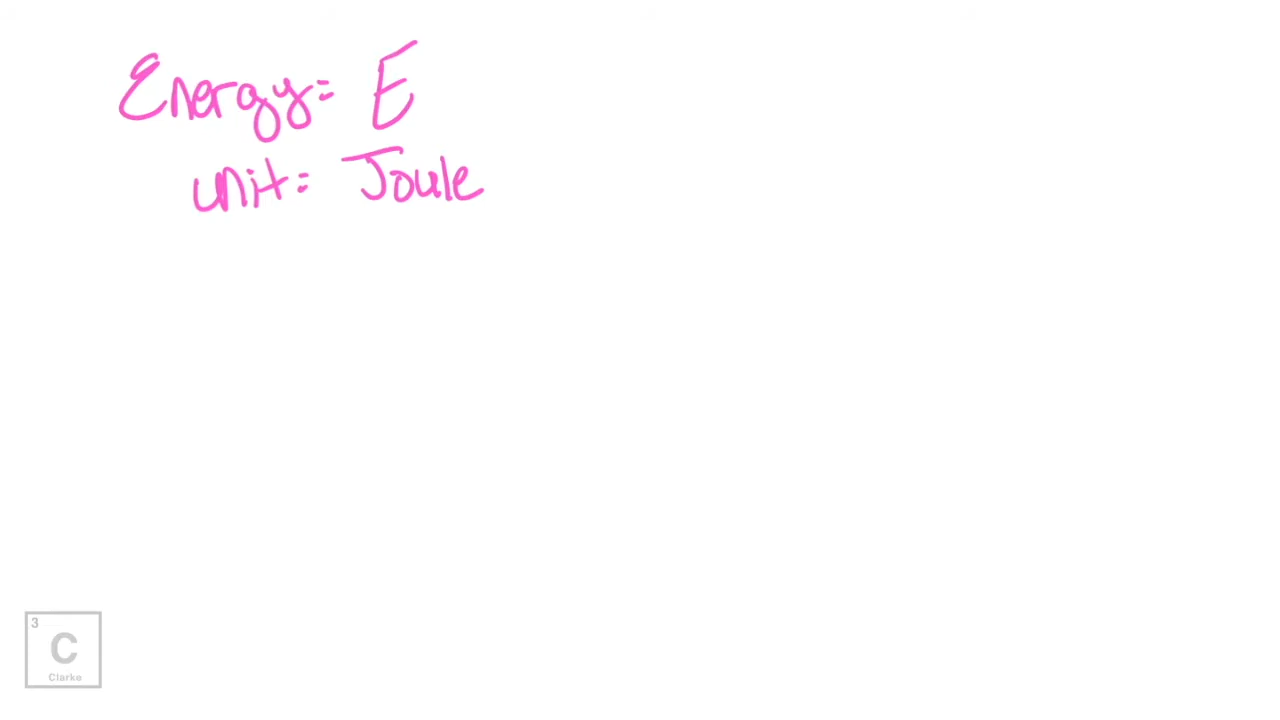 Energy= E
unit= Joule
3
C
Clarke